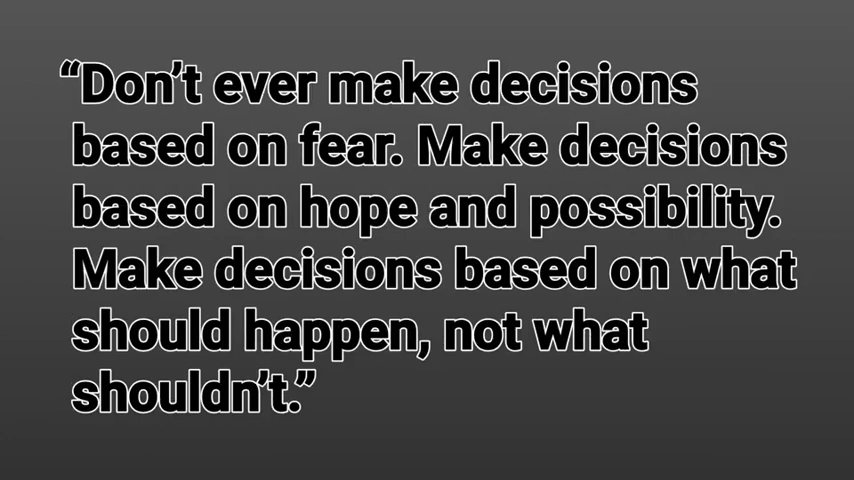 “Don’t ever make decisions
based on fear. Make decisions
based on hope and possibility.
Make decisions based on what
should happen, not what
shouldn’t.”